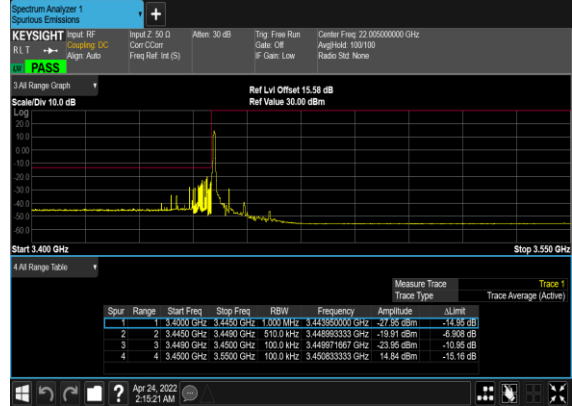 Spectrum Analyzer 1
Spurious Emissions
+
KEYSIGHT Input: RF Input Z: 50 Ω Atten: 30 dB Trig: Free Run Center Freq: 22.005000000 GHz
RLT Coupling: DC Corr CCorr Gate: Off Avg|Hold: 100/100
Align: Auto Freq Ref: Int (S) IF Gain: Low Radio Std: None
PASS
3 All Range Graph
Ref Lvl Offset 15.58 dB
Scale/Div 10.0 dB Ref Value 30.00 dBm
Log
20.0
10.0
0.00
-10.0
-20.0
-30.0
-40.0
-50.0
-60.0
Start 3.400 GHz Stop 3.550 GHz
4 All Range Table
Measure Trace Trace 1
Trace Type Trace Average (Active)
Spur Range Start Freq Stop Freq RBW Frequency Amplitude ΔLimit
1 1 3.4000 GHz 3.4450 GHz 1.000 MHz 3.443950000 GHz -27.95 dBm -14.95 dB
2 2 3.4450 GHz 3.4490 GHz 510.0 kHz 3.448993333 GHz -19.91 dBm -6.908 dB
3 3 3.4490 GHz 3.4500 GHz 100.0 kHz 3.449971667 GHz -23.95 dBm -10.95 dB
4 4 3.4500 GHz 3.5500 GHz 100.0 kHz 3.450833333 GHz 14.84 dBm -15.16 dB
? Apr 24, 2022
2:15:21 AM